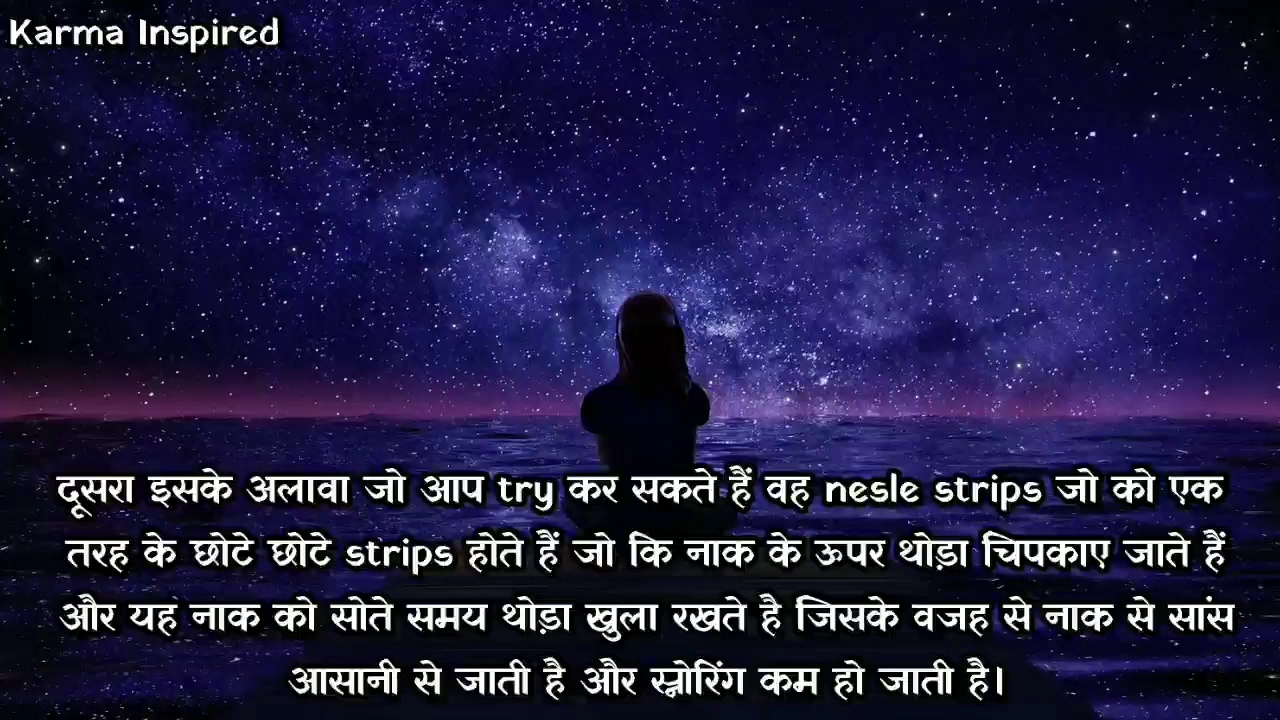 Karma Inspired
दूसरा इसके अलावा जो आप try कर सकते हैं वह nesle strips जो को एक
तरह के छोटे छोटे strips होते हैं जो कि नाक के ऊपर थोड़ा चिपकाए जाते हैं
और यह नाक को सोते समय थोड़ा खुला रखते है जिसके वजह से नाक से सांस
आसानी से जाती है और स्नोरिंग कम हो जाती है।